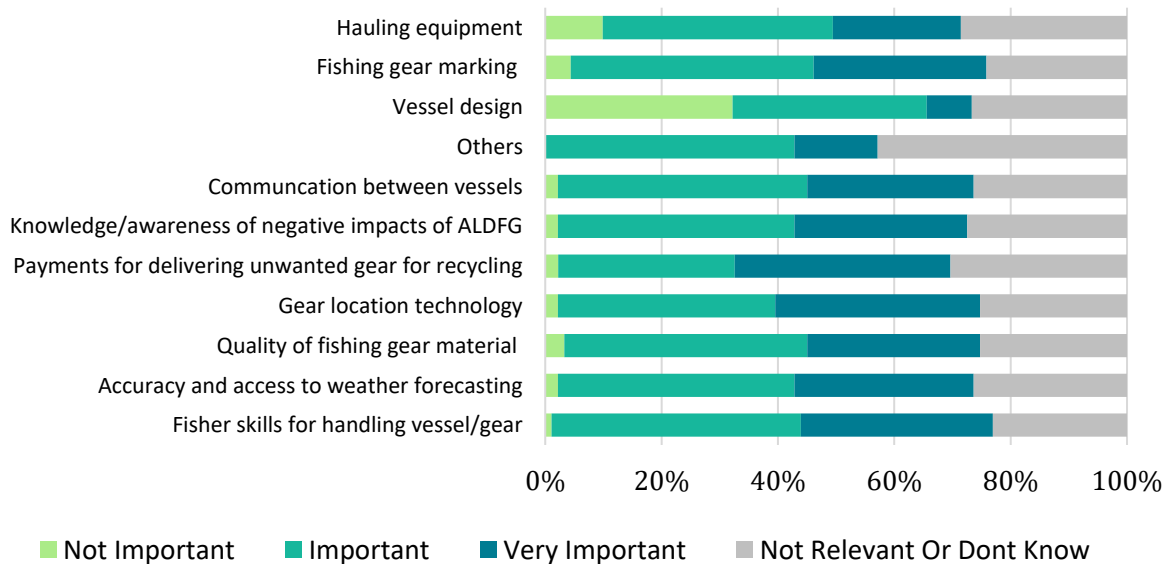 Hauling equipment
Fishing gear marking
Vessel design
Others
Communcation between vessels
Knowledge/awareness of negative impacts of ALDFG
Payments for delivering unwanted gear for recycling
Gear location technology
Quality of fishing gear material
Accuracy and access to weather forecasting
Fisher skills for handling vessel/gear
0% 20% 40% 60% 80% 100%
Not Important Important Very Important Not Relevant Or Dont Know